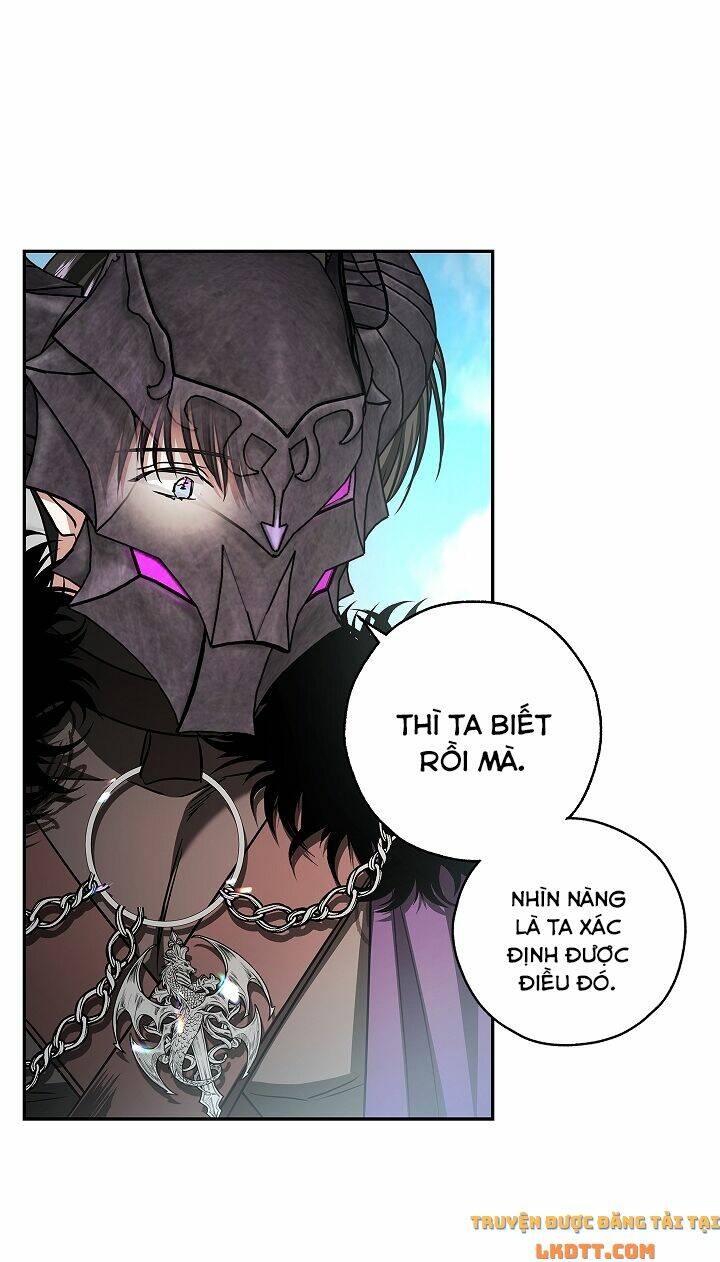 THÌ TA BIẾT
RỒI MÀ.
NHÌN NÀNG
LÀ TA XÁC
ĐỊNH ĐƯỢC
ĐIỀU ĐÓ.
TRUYỆN ĐƯỢC ĐĂNG TẢI TẠI
LKDTT.COM